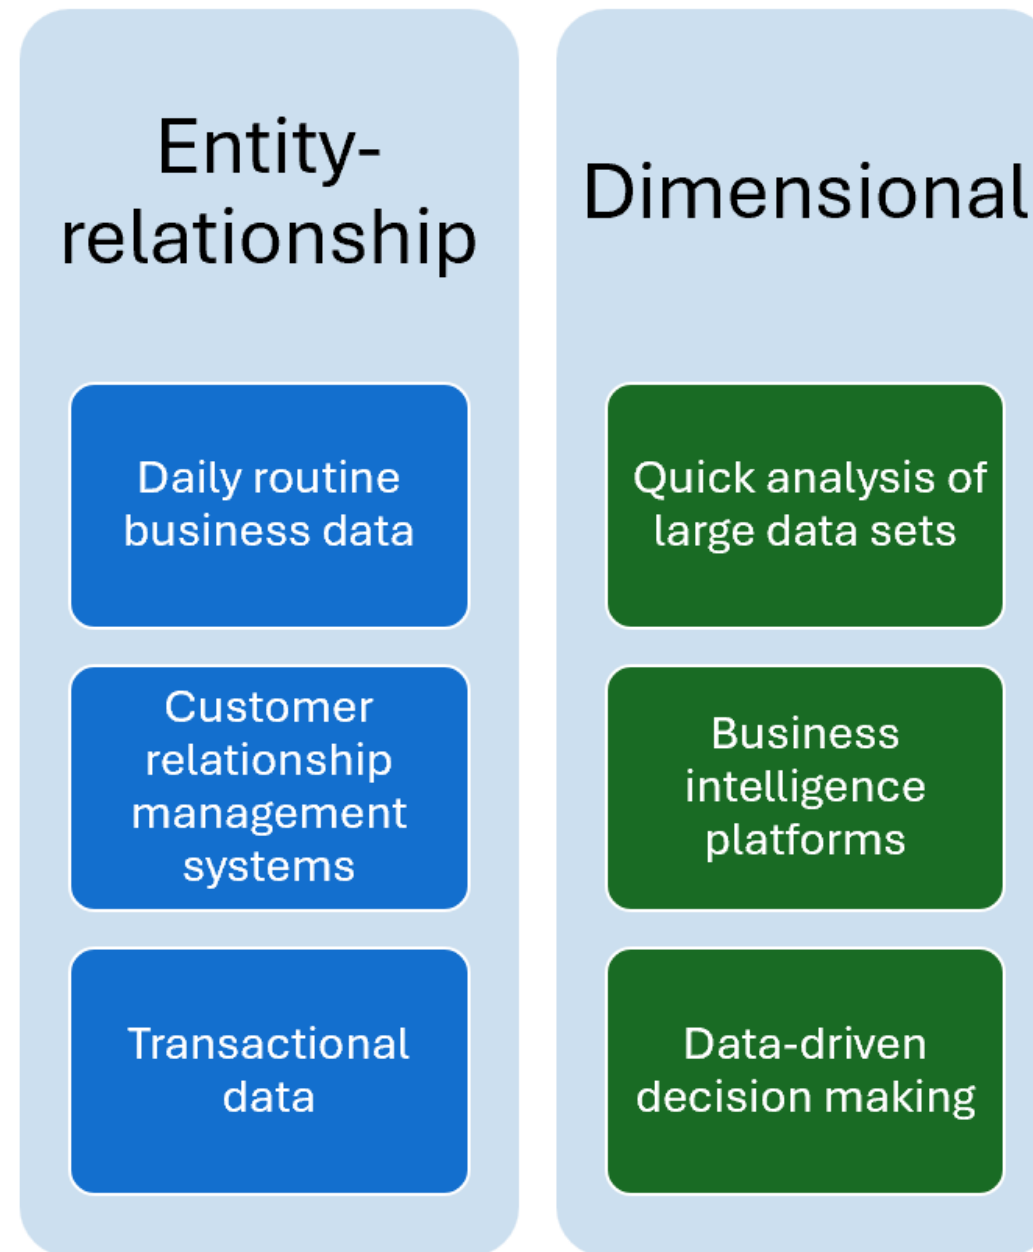 Entity-
relationship
Daily routine
business data
Customer
relationship
management
systems
Transactional
data
Dimensional
Quick analysis of
large data sets
Business
intelligence
platforms
Data-driven
decision making